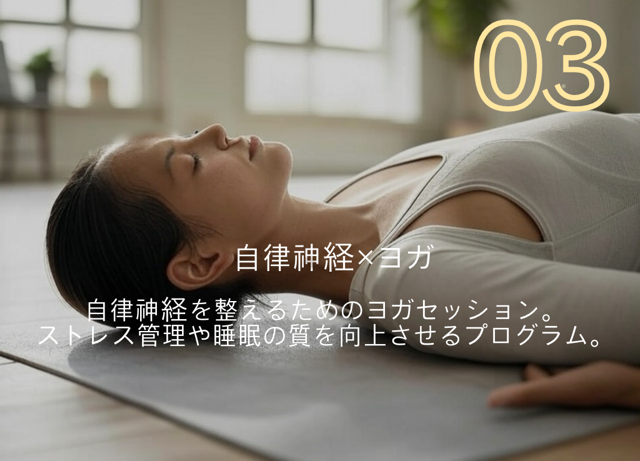 03
自律神経×ヨガ
自律神経を整えるためのヨガセッション。
ストレス管理や睡眠の質を向上させるプログラム。